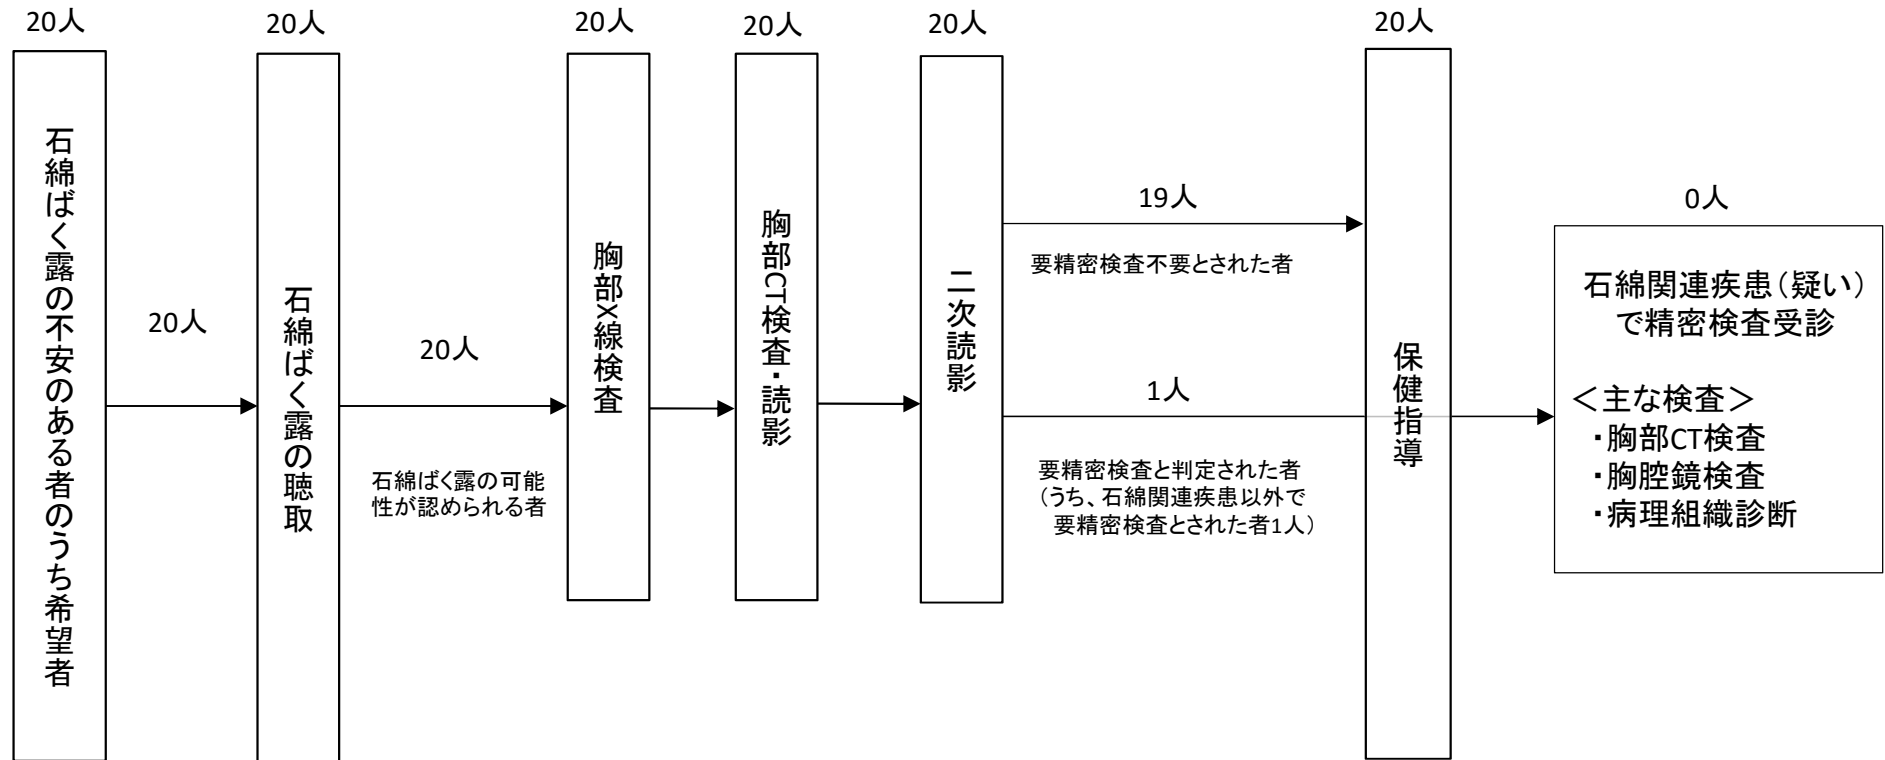 20人
20人
20人
20人
20人
20人
石綿ばく露の不安のある者のうち希望者
20人
石綿ばく露の聴取
20人
石綿ばく露の可能
性が認められる者
胸部X線検査
胸部CT検査・読影
二次読影
19人
要精密検査不要とされた者
1人
要精密検査と判定された者
（うち、石綿関連疾患以外で
要精密検査とされた者1人）
保健指導
0人
石綿関連疾患（疑い）
で精密検査受診
＜主な検査＞
・胸部CT検査
・胸腔鏡検査
・病理組織診断